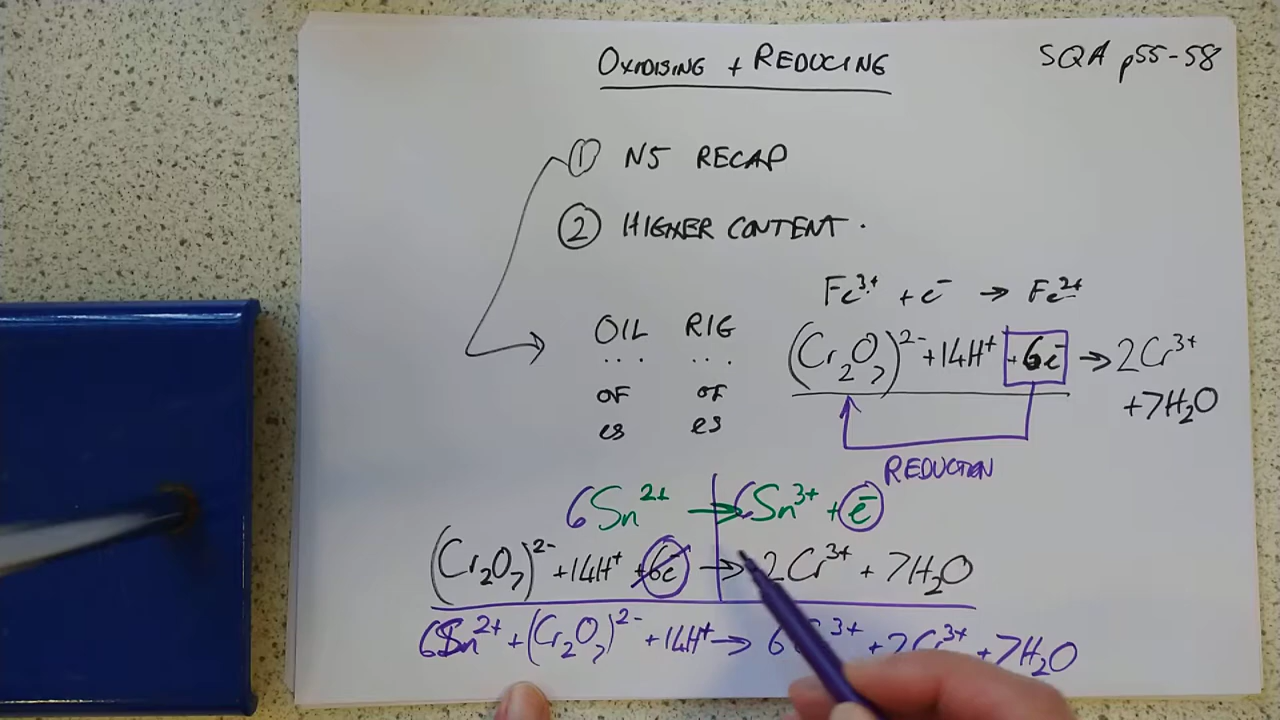 OXIDISING + REDUCING
SQA p55-58
① N5 RECAP
② HIGHER CONTENT.
Fe³⁺ + e⁻ → Fe²⁺
OIL RIG
... ...
OF OF
es es
(Cr₂O₇)²⁻ + 14H⁺ + 6e⁻ → 2Cr³⁺
+ 7H₂O
REDUCTION
6Sn²⁺ → 6Sn³⁺ + e⁻
(Cr₂O₇)²⁻ + 14H⁺ + 6e⁻ → 2Cr³⁺ + 7H₂O
6Sn²⁺ + (Cr₂O₇)²⁻ + 14H⁺ → 6 ³⁺ + 2Cr³⁺ + 7H₂O